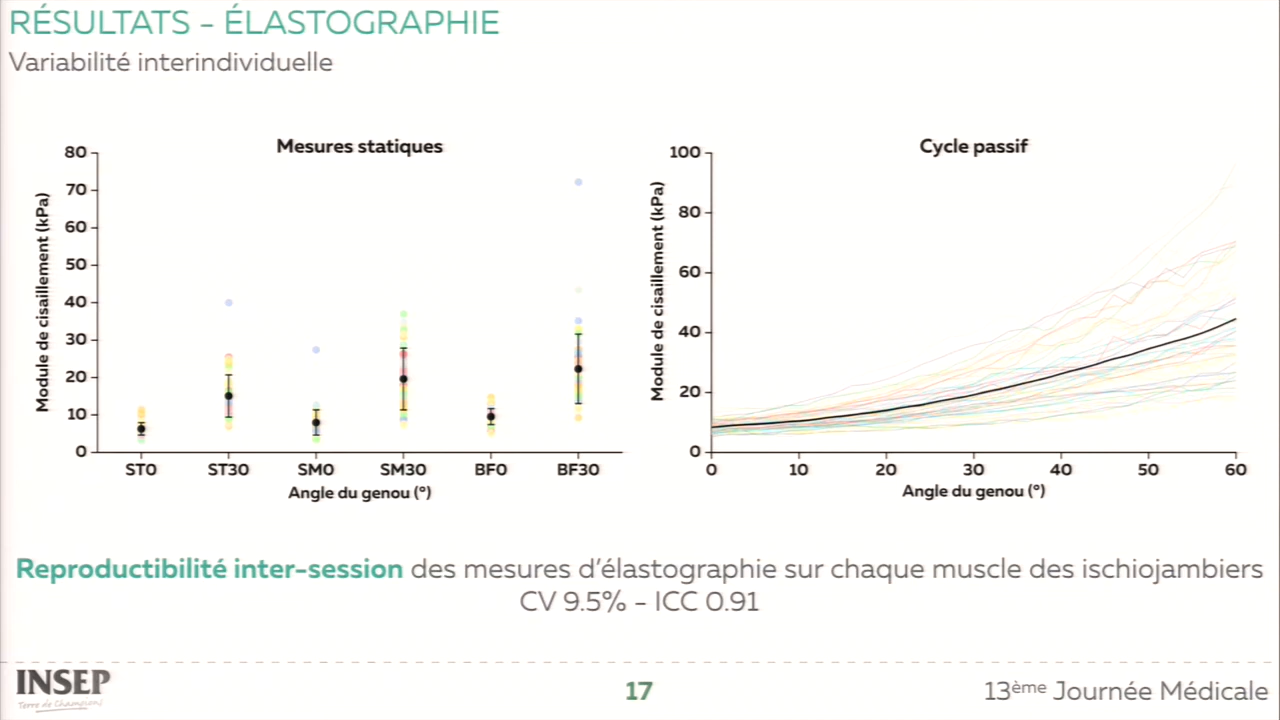 RÉSULTATS - ÉLASTOGRAPHIE
Variabilité interindividuelle
Mesures statiques
Module de cisaillement (kPa)
80
70
60
50
40
30
20
10
0
ST0 ST30 SM0 SM30 BF0 BF30
Angle du genou (°)
Cycle passif
Module de cisaillement (kPa)
100
80
60
40
20
0
0 10 20 30 40 50 60
Angle du genou (°)
Reproductibilité inter-session des mesures d'élastographie sur chaque muscle des ischiojambiers
CV 9.5% - ICC 0.91
INSEP
Terre de Champions
17
13ème Journée Médicale